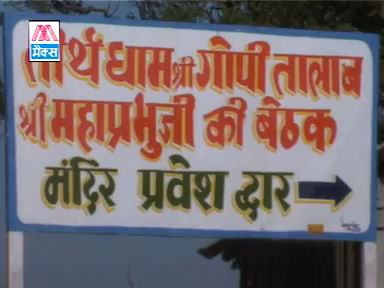 मैक्स
तीर्थ धाम श्री गोपी तालाब
श्री महाप्रभुजी की बेठक
मंदिर प्रवेश द्वार